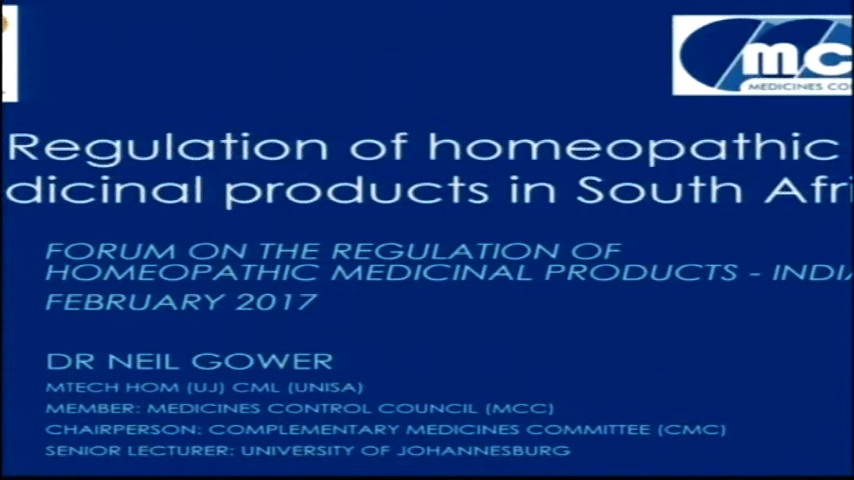 mc
MEDICINES CO
Regulation of homeopathic
dicinal products in South Afri
FORUM ON THE REGULATION OF
HOMEOPATHIC MEDICINAL PRODUCTS - INDIA
FEBRUARY 2017
DR NEIL GOWER
MTECH HOM (UJ) CML (UNISA)
MEMBER: MEDICINES CONTROL COUNCIL (MCC)
CHAIRPERSON: COMPLEMENTARY MEDICINES COMMITTEE (CMC)
SENIOR LECTURER: UNIVERSITY OF JOHANNESBURG